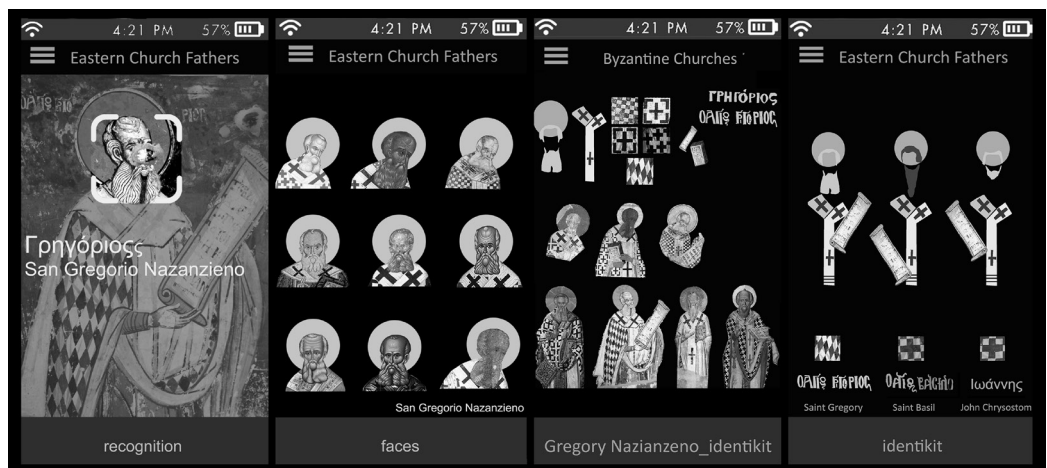 4:21 PM 57%
Eastern Church Fathers
Γρηγόριοςς
San Gregorio Nazanzieno
recognition
4:21 PM 57%
Eastern Church Fathers
San Gregorio Nazanzieno
faces
4:21 PM 57%
Byzantine Churches
ΓΡΗΓΌΡΙΟς
Gregory Nazianzeno_identikit
4:21 PM 57%
Eastern Church Fathers
Ιωάννης
Saint Gregory Saint Basil John Chrysostom
identikit